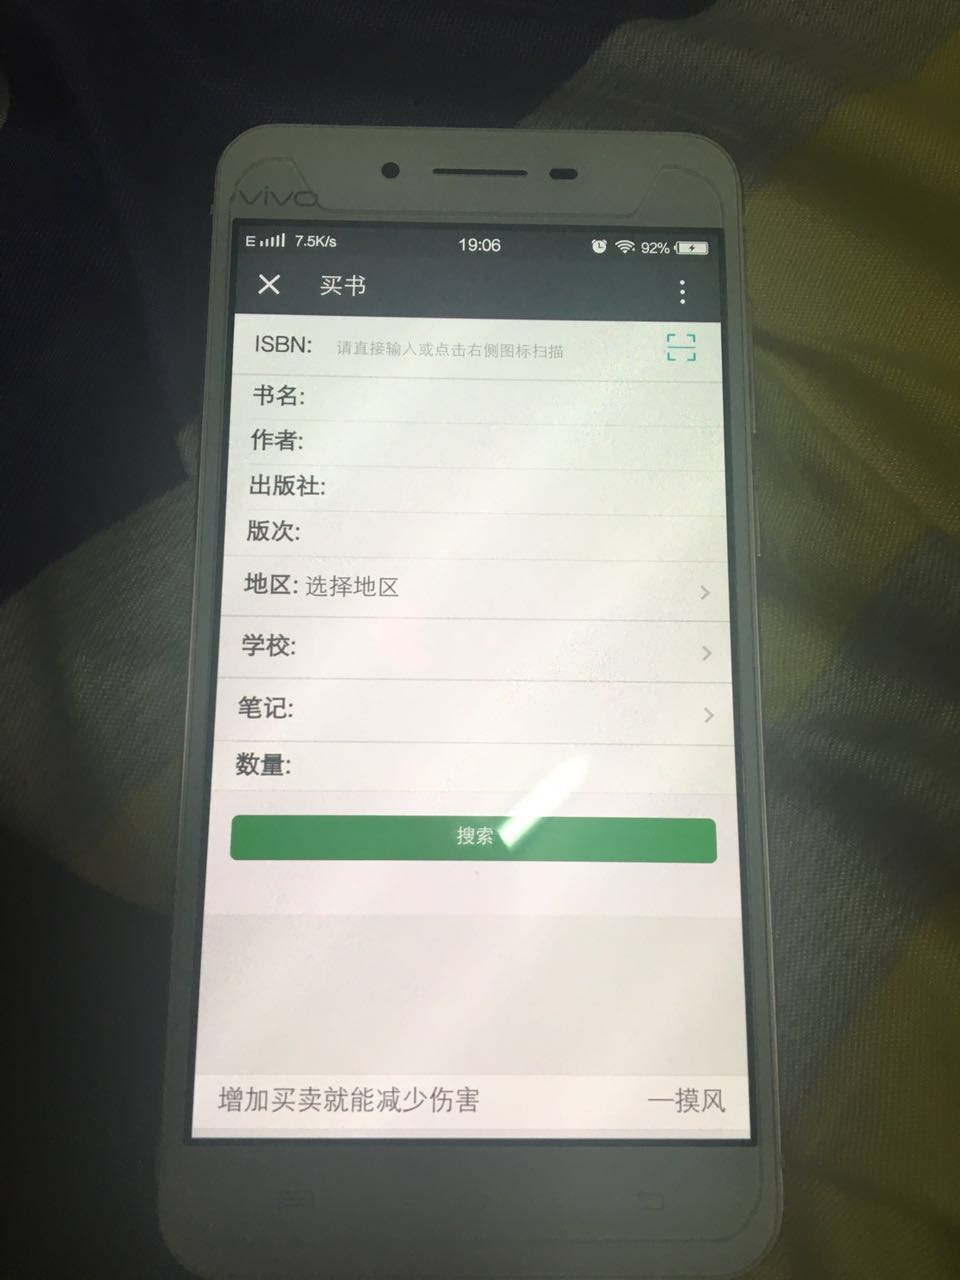 vivo
E 7.5K/s 19:06 92%
买书
ISBN: 请直接输入或点击右侧图标扫描
书名:
作者:
出版社:
版次:
地区: 选择地区
学校:
笔记:
数量:
搜索
增加买卖就能减少伤害 —摸风